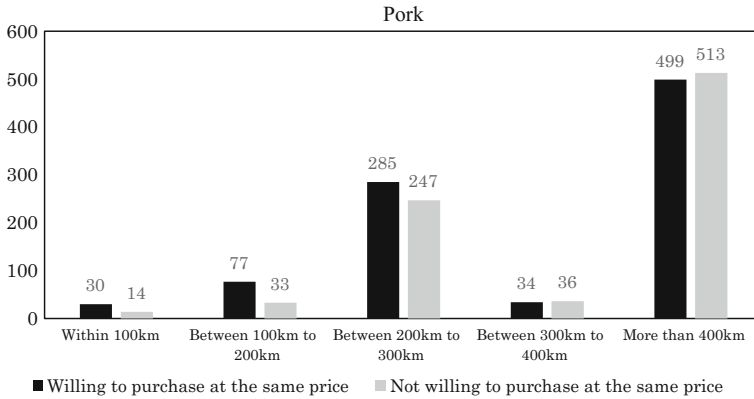 Pork
600
500
400
300
200
100
0
30
14
77
33
285
247
34
36
499
513
Within 100km
Between 100km to
200km
Between 200km to
300km
Between 300km to
400km
More than 400km
Willing to purchase at the same price
Not willing to purchase at the same price